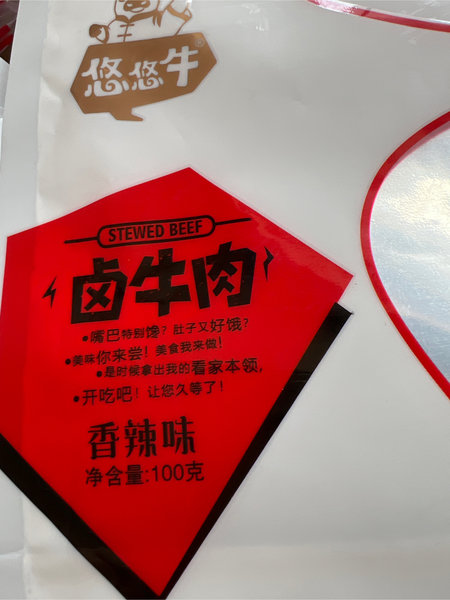 悠悠牛®
STEWED BEEF
卤牛肉
•嘴巴特别馋？肚子又好饿？
•美味你来尝！美食我来做！
•是时候拿出我的看家本领，
•开吃吧！让您久等了！
香辣味
净含量:100克